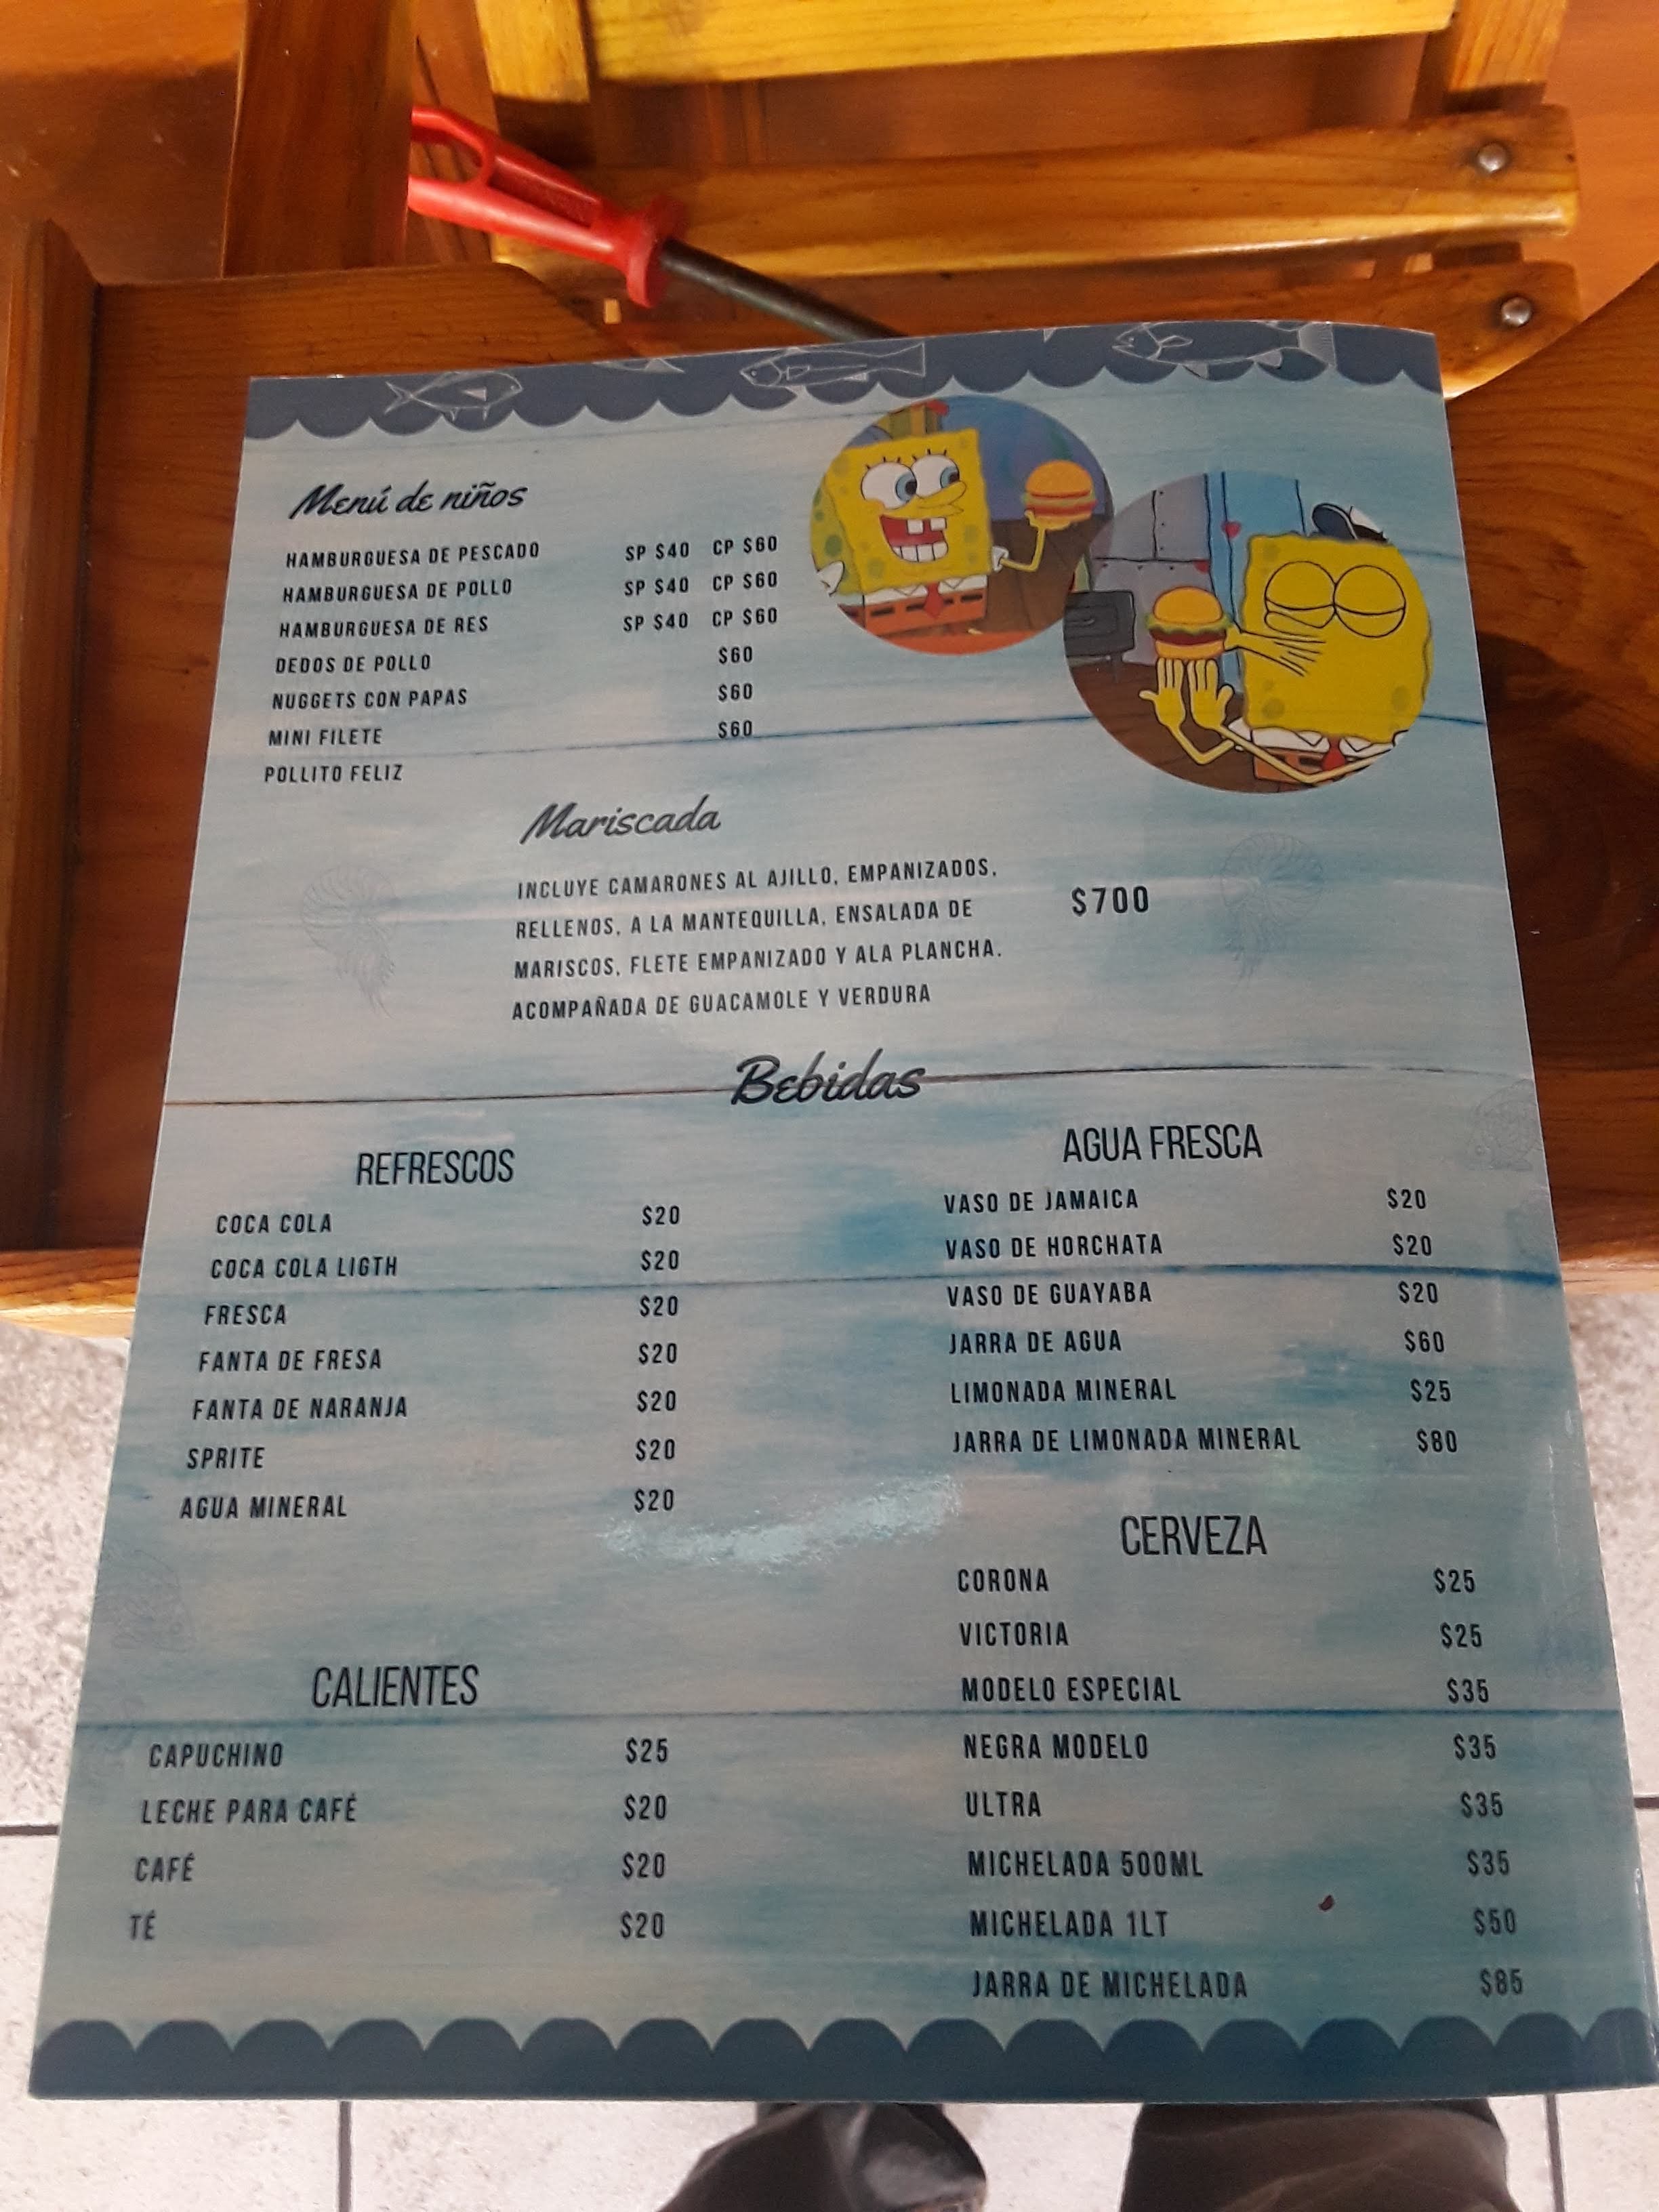 Menú de niños
HAMBURGUESA DE PESCADO SP $40 CP $60
HAMBURGUESA DE POLLO SP $40 CP $60
HAMBURGUESA DE RES SP $40 CP $60
DEDOS DE POLLO $60
NUGGETS CON PAPAS $60
MINI FILETE $60
POLLITO FELIZ
Mariscada
INCLUYE CAMARONES AL AJILLO, EMPANIZADOS,
RELLENOS, A LA MANTEQUILLA, ENSALADA DE
MARISCOS, FLETE EMPANIZADO Y ALA PLANCHA.
ACOMPAÑADA DE GUACAMOLE Y VERDURA
$700
Bebidas
REFRESCOS
COCA COLA $20
COCA COLA LIGTH $20
FRESCA $20
FANTA DE FRESA $20
FANTA DE NARANJA $20
SPRITE $20
AGUA MINERAL $20
CALIENTES
CAPUCHINO $25
LECHE PARA CAFÉ $20
CAFÉ $20
TÉ $20
AGUA FRESCA
VASO DE JAMAICA $20
VASO DE HORCHATA $20
VASO DE GUAYABA $20
JARRA DE AGUA $60
LIMONADA MINERAL $25
JARRA DE LIMONADA MINERAL $80
CERVEZA
CORONA $25
VICTORIA $25
MODELO ESPECIAL $35
NEGRA MODELO $35
ULTRA $35
MICHELADA 500ML $35
MICHELADA 1LT $50
JARRA DE MICHELADA $85